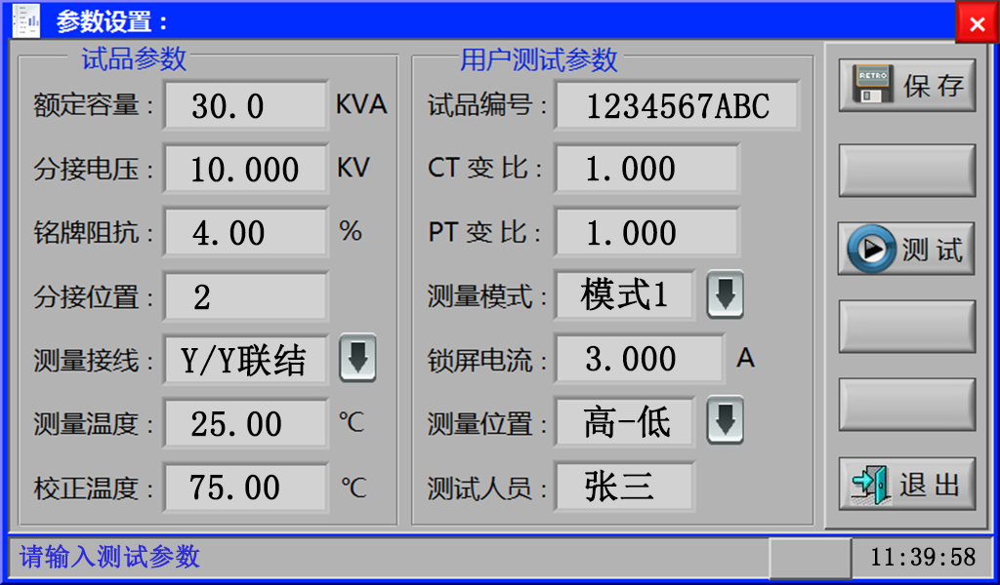 参数设置：
试品参数
额定容量： 30.0 KVA
分接电压： 10.000 KV
铭牌阻抗： 4.00 %
分接位置： 2
测量接线： Y/Y联结
测量温度： 25.00 ℃
校正温度： 75.00 ℃
用户测试参数
试品编号： 1234567ABC
CT 变 比： 1.000
PT 变 比： 1.000
测量模式： 模式1
锁屏电流： 3.000 A
测量位置： 高-低
测试人员： 张三
RETRO
保 存
测 试
退 出
请输入测试参数
11:39:58